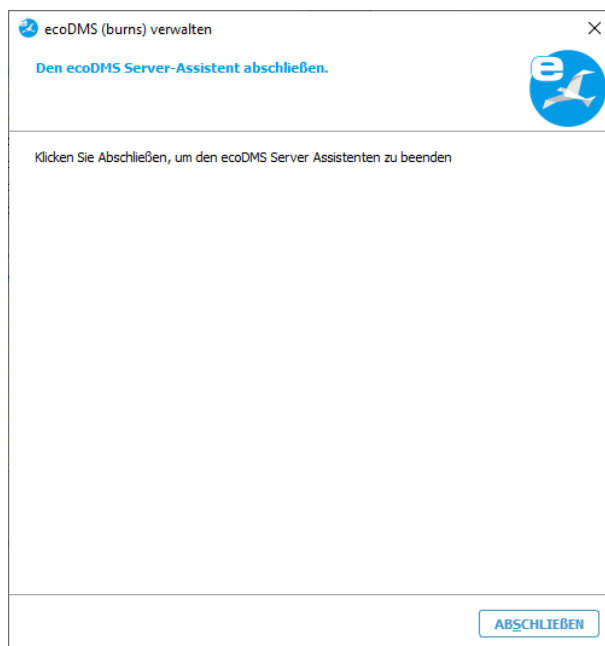 ecoDMS (burns) verwalten
Den ecoDMS Server-Assistent abschließen.
e
Klicken Sie Abschließen, um den ecoDMS Server Assistenten zu beenden
ABSCHLIEßEN